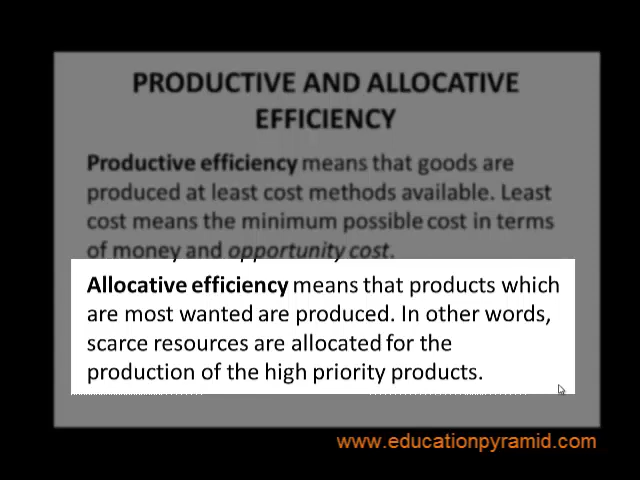 PRODUCTIVE AND ALLOCATIVE
EFFICIENCY
Productive efficiency means that goods are
produced at least cost methods available. Least
cost means the minimum possible cost in terms
of money and opportunity cost.
Allocative efficiency means that products which
are most wanted are produced. In other words,
scarce resources are allocated for the
production of the high priority products.
www.educationpyramid.com